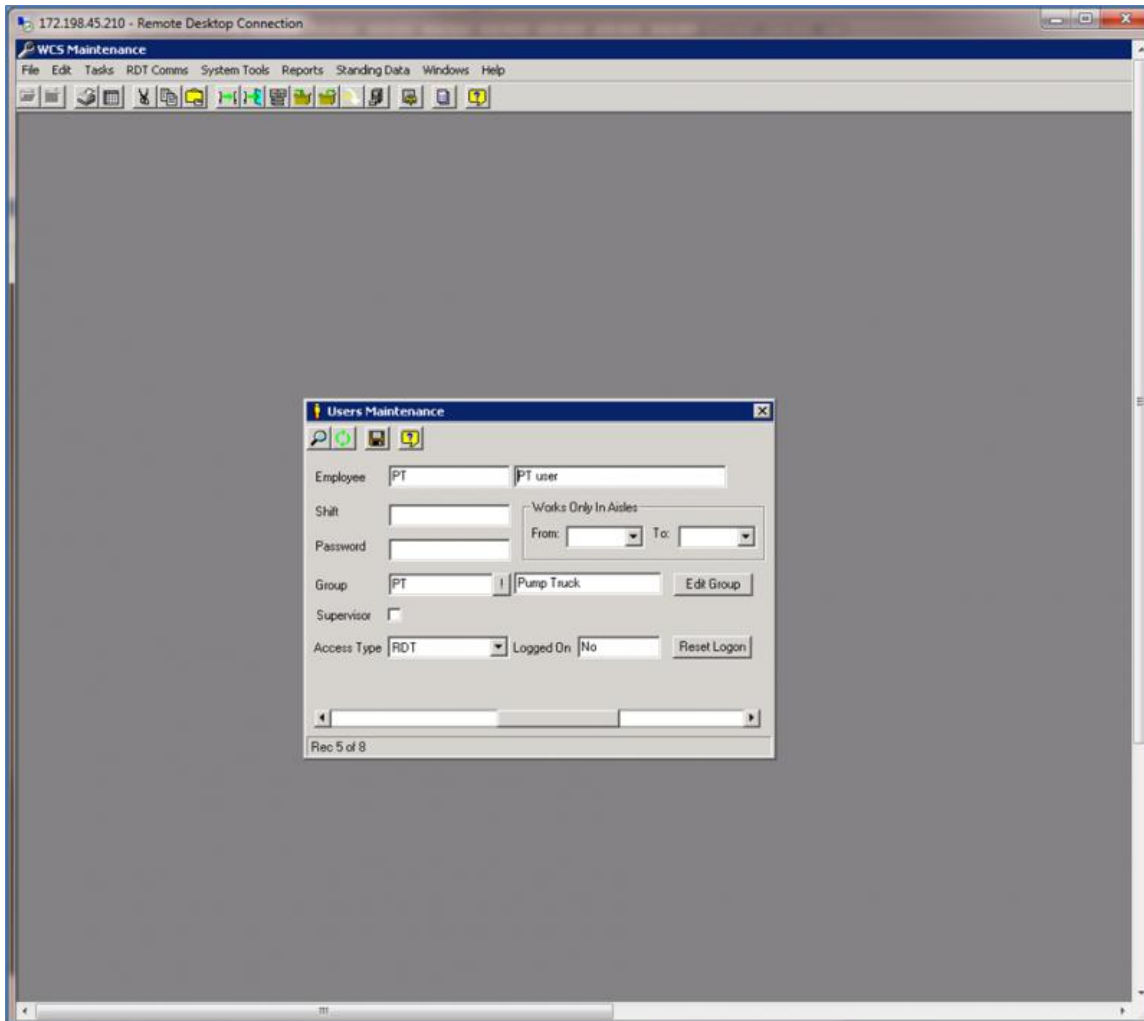 172.198.45.210 - Remote Desktop Connection
WCS Maintenance
File Edit Tasks RDT Comms System Tools Reports Standing Data Windows Help
Users Maintenance
Employee PT PT user
Shift
Works Only In Aisles
From: To:
Password
Group PT ! Pump Truck Edit Group
Supervisor
Access Type RDT Logged On No Reset Logon
Rec 5 of 8